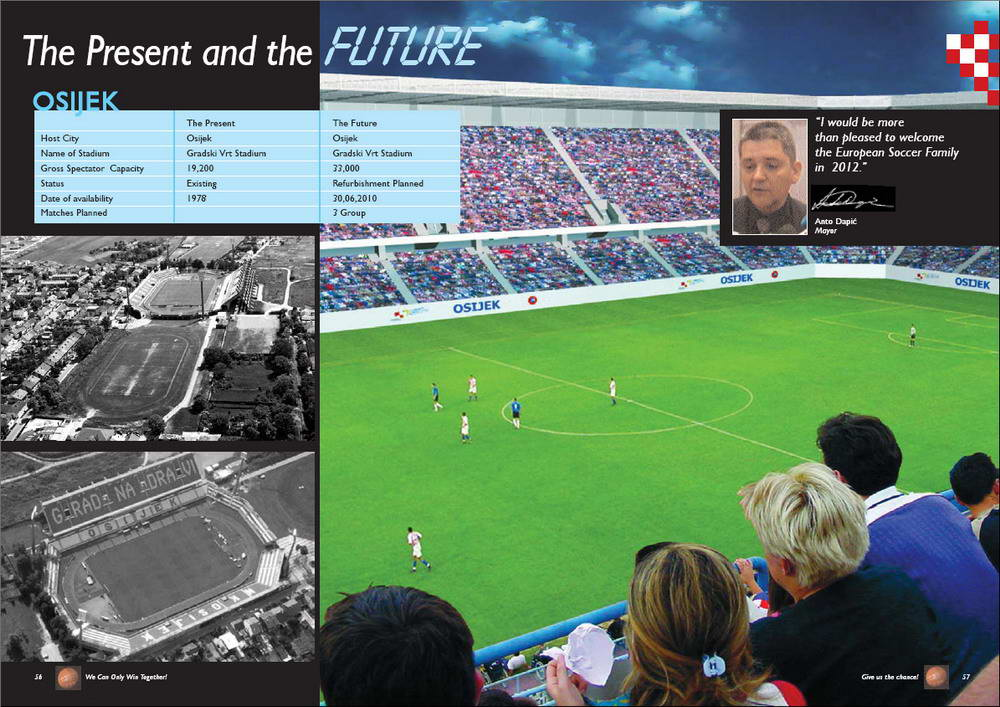 The Present and the FUTURE
OSIJEK
The Present The Future
Host City Osijek Osijek
Name of Stadium Gradski Vrt Stadium Gradski Vrt Stadium
Gross Spectator Capacity 19,200 33,000
Status Existing Refurbishment Planned
Date of availability 1978 30,06,2010
Matches Planned 3 Group
"I would be more
than pleased to welcome
the European Soccer Family
in 2012."
Anto Dapić
Mayor
OSIJEK
OSIJEK
OSIJEK
GRAD NA DRAVI
OSIJEK
N.K.OSIJEK
56 We Can Only Win Together!
Give us the chance! 57